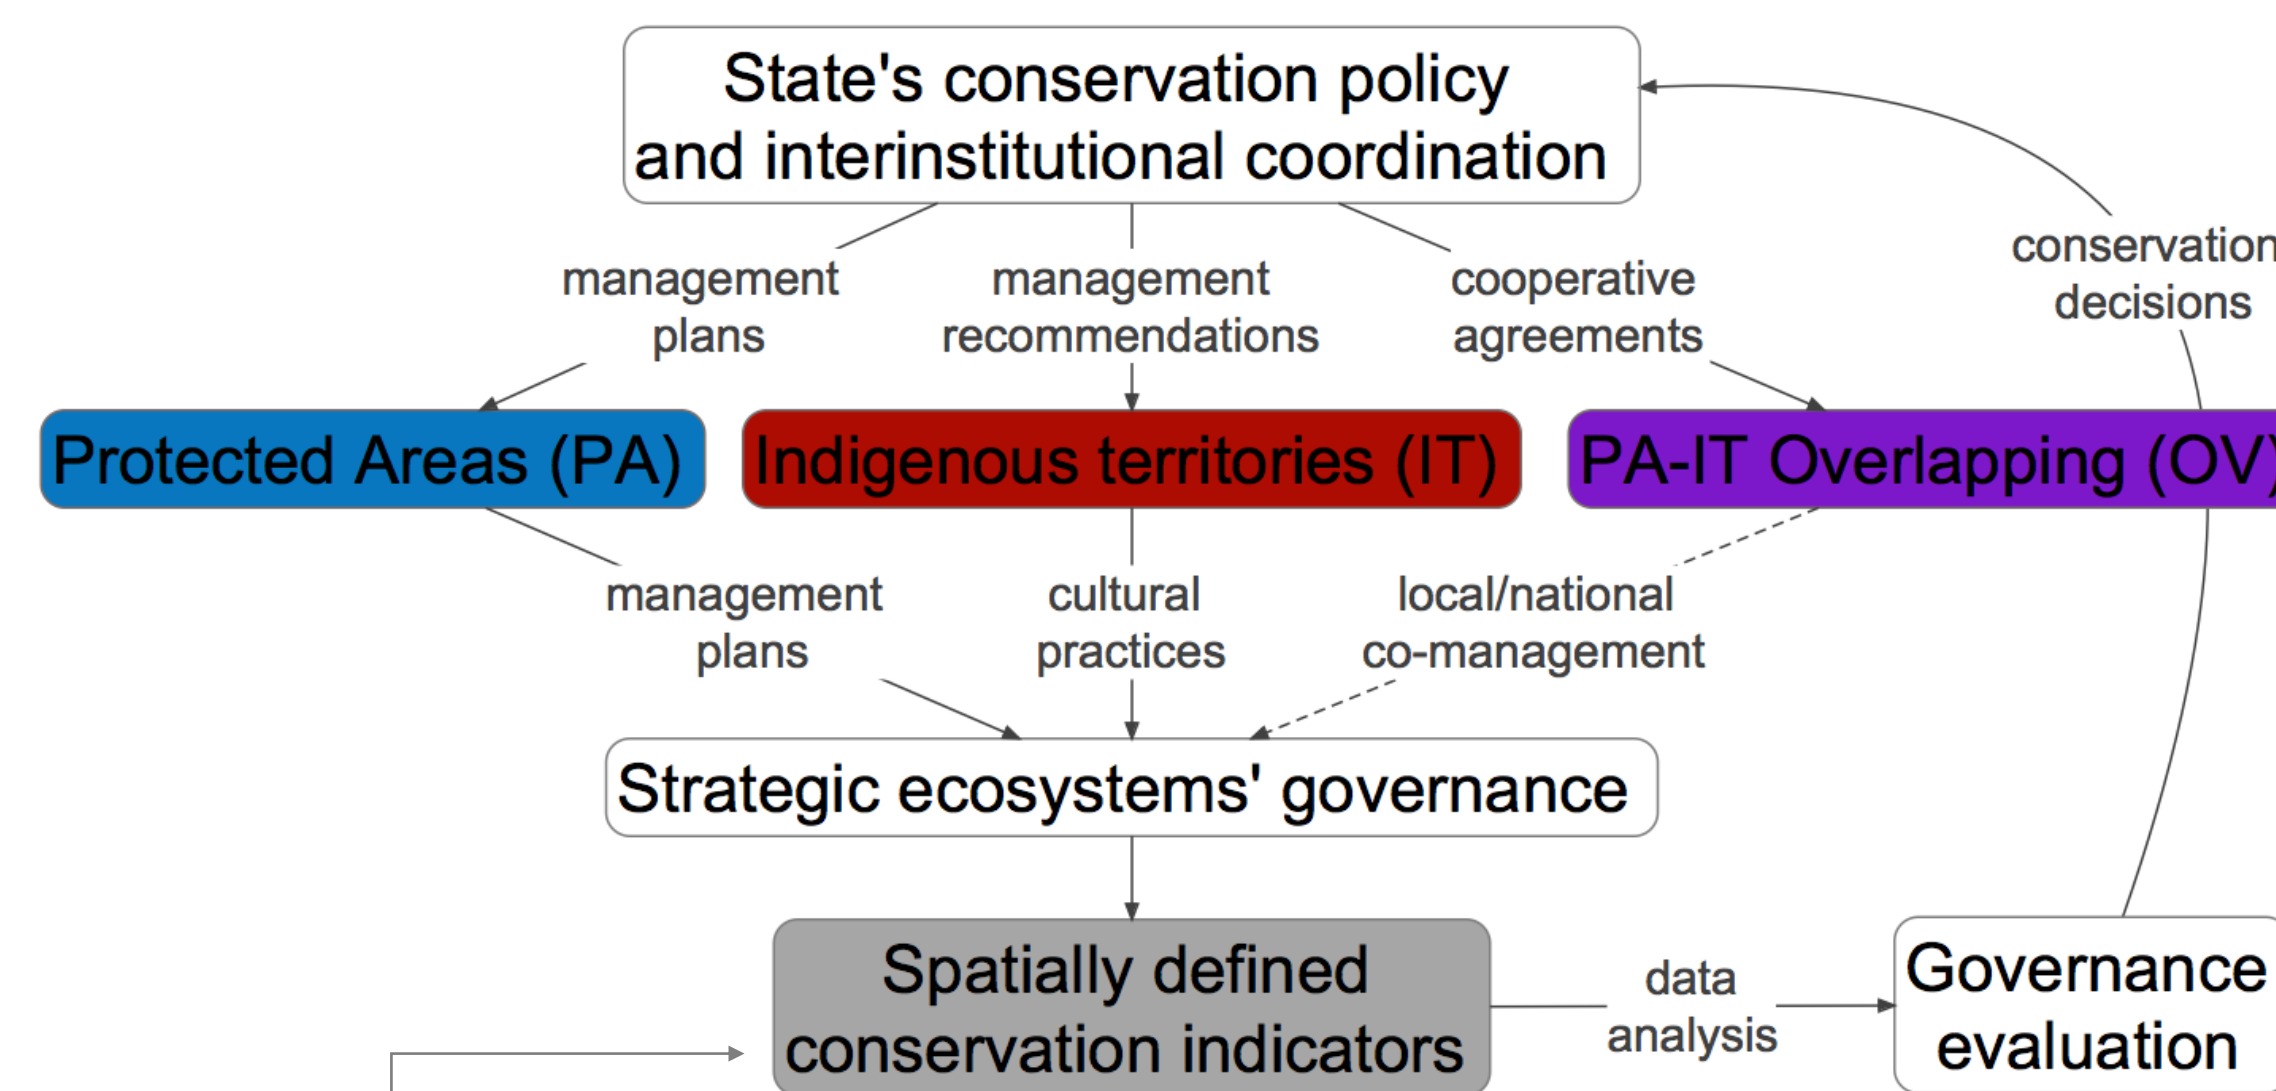 State's conservation policy
and interinstitutional coordination
conservation
decisions
management
plans
management
recommendations
cooperative
agreements
Protected Areas (PA)
Indigenous territories (IT)
PA-IT Overlapping (OV)
management
plans
cultural
practices
local/national
co-management
Strategic ecosystems' governance
Spatially defined
conservation indicators
data
analysis
Governance
evaluation